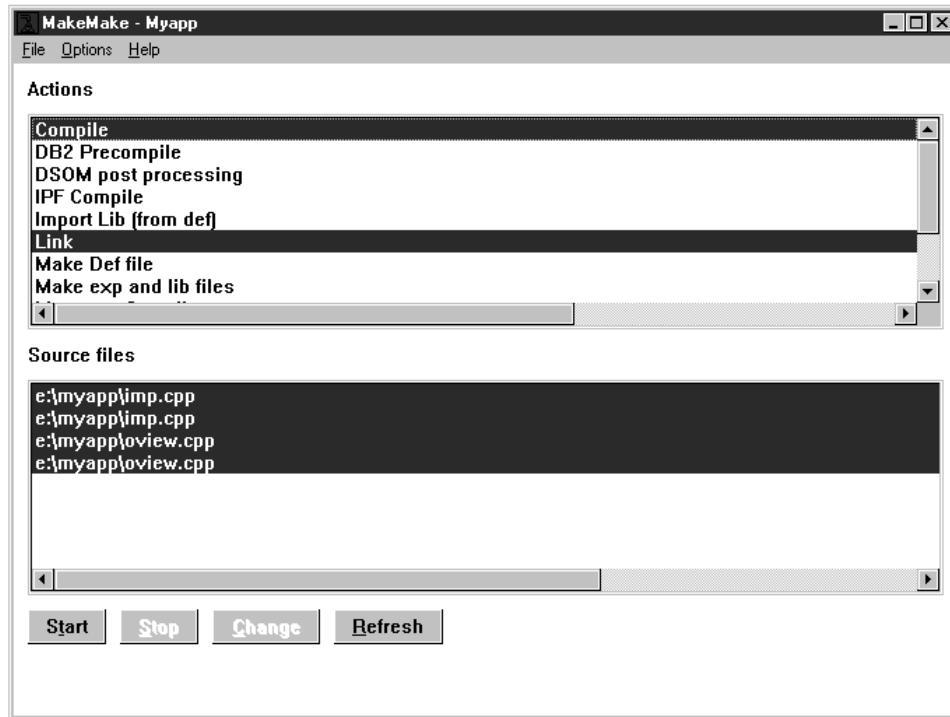 MakeMake - Myapp
File Options Help
Actions
Compile
DB2 Precompile
DSOM post processing
IPF Compile
Import Lib (from def)
Link
Make Def file
Make exp and lib files
Source files
e:\myapp\imp.cpp
e:\myapp\imp.cpp
e:\myapp\oview.cpp
e:\myapp\oview.cpp
Start Stop Change Refresh